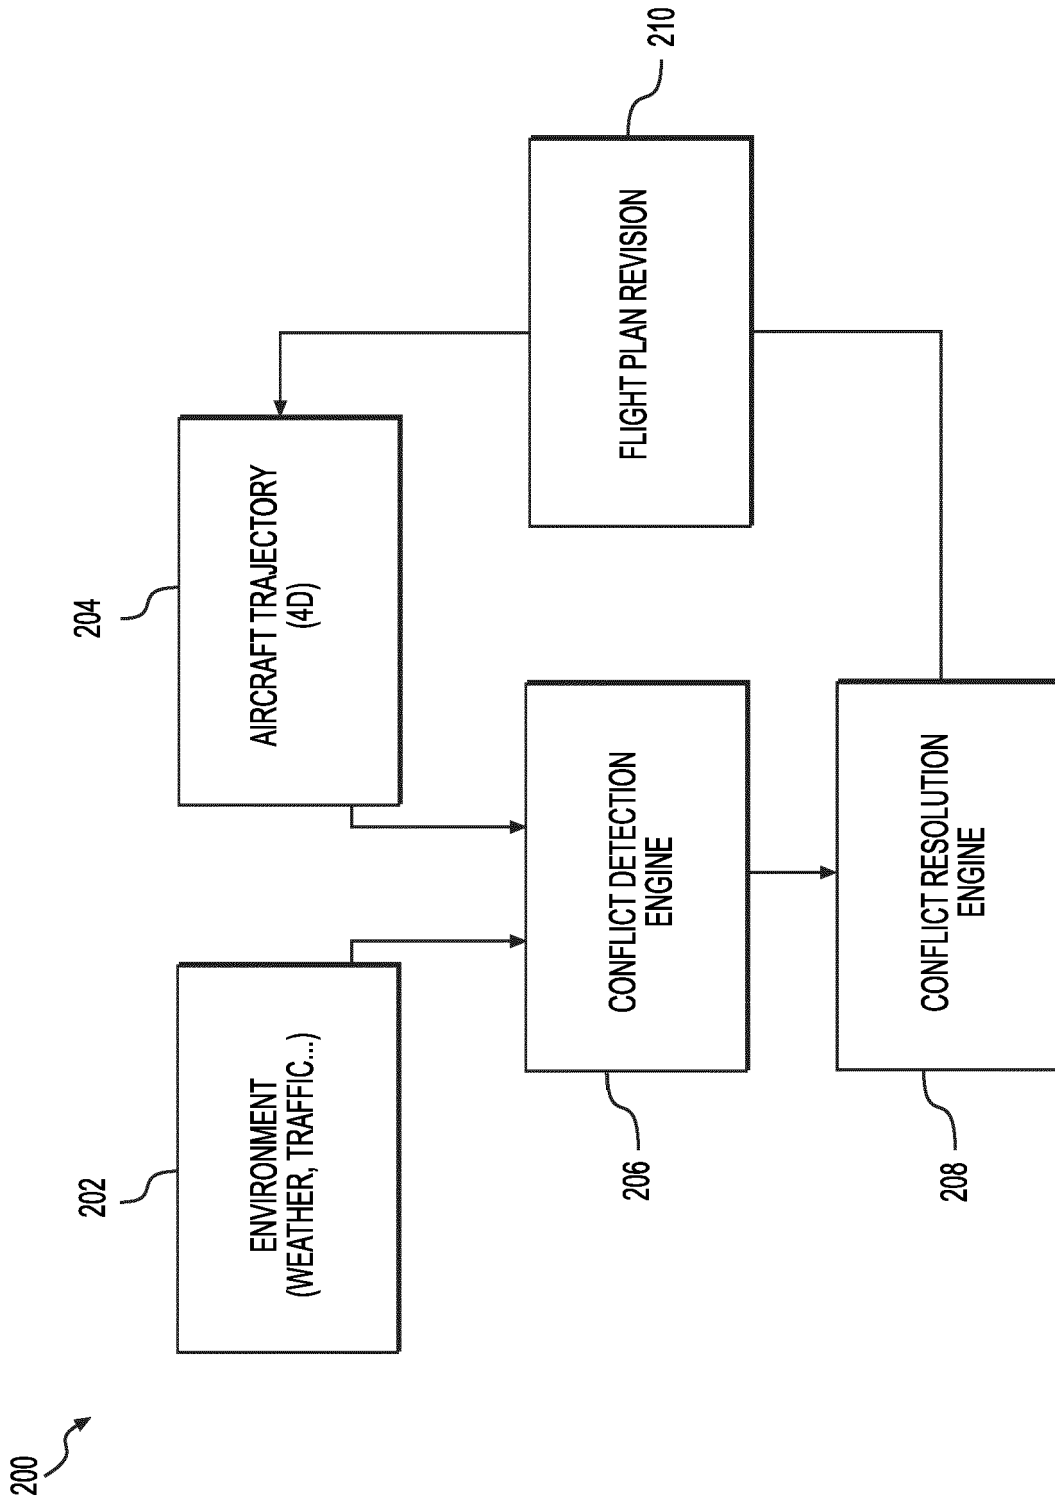 200
202
ENVIRONMENT
(WEATHER, TRAFFIC...)
204
AIRCRAFT TRAJECTORY
(4D)
206
CONFLICT DETECTION
ENGINE
210
FLIGHT PLAN REVISION
208
CONFLICT RESOLUTION
ENGINE